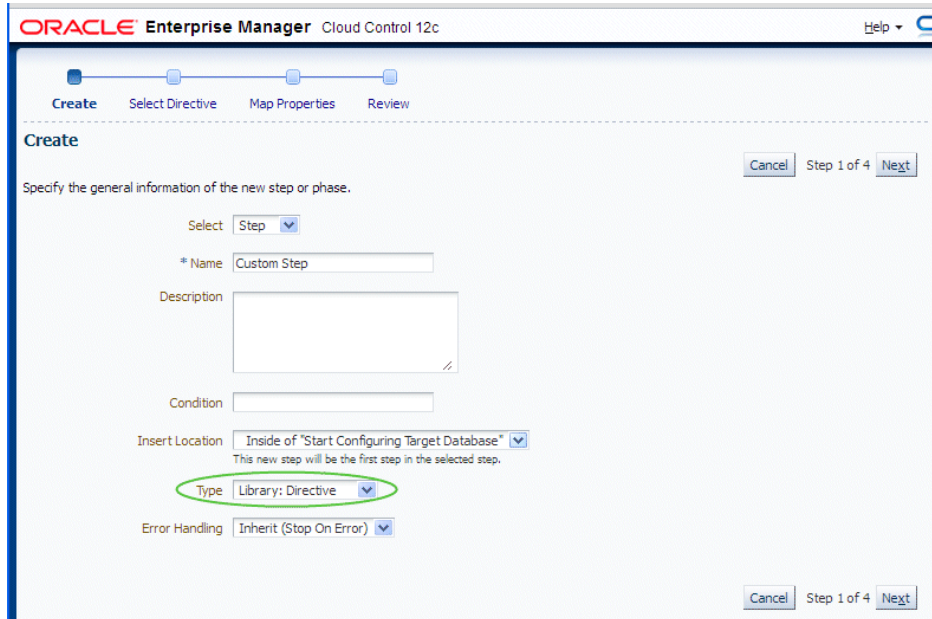 ORACLE Enterprise Manager Cloud Control 12c Help
Create Select Directive Map Properties Review
Create
Cancel Step 1 of 4 Next
Specify the general information of the new step or phase.
Select Step
* Name Custom Step
Description
Condition
Insert Location Inside of "Start Configuring Target Database"
This new step will be the first step in the selected step.
Type Library: Directive
Error Handling Inherit (Stop On Error)
Cancel Step 1 of 4 Next